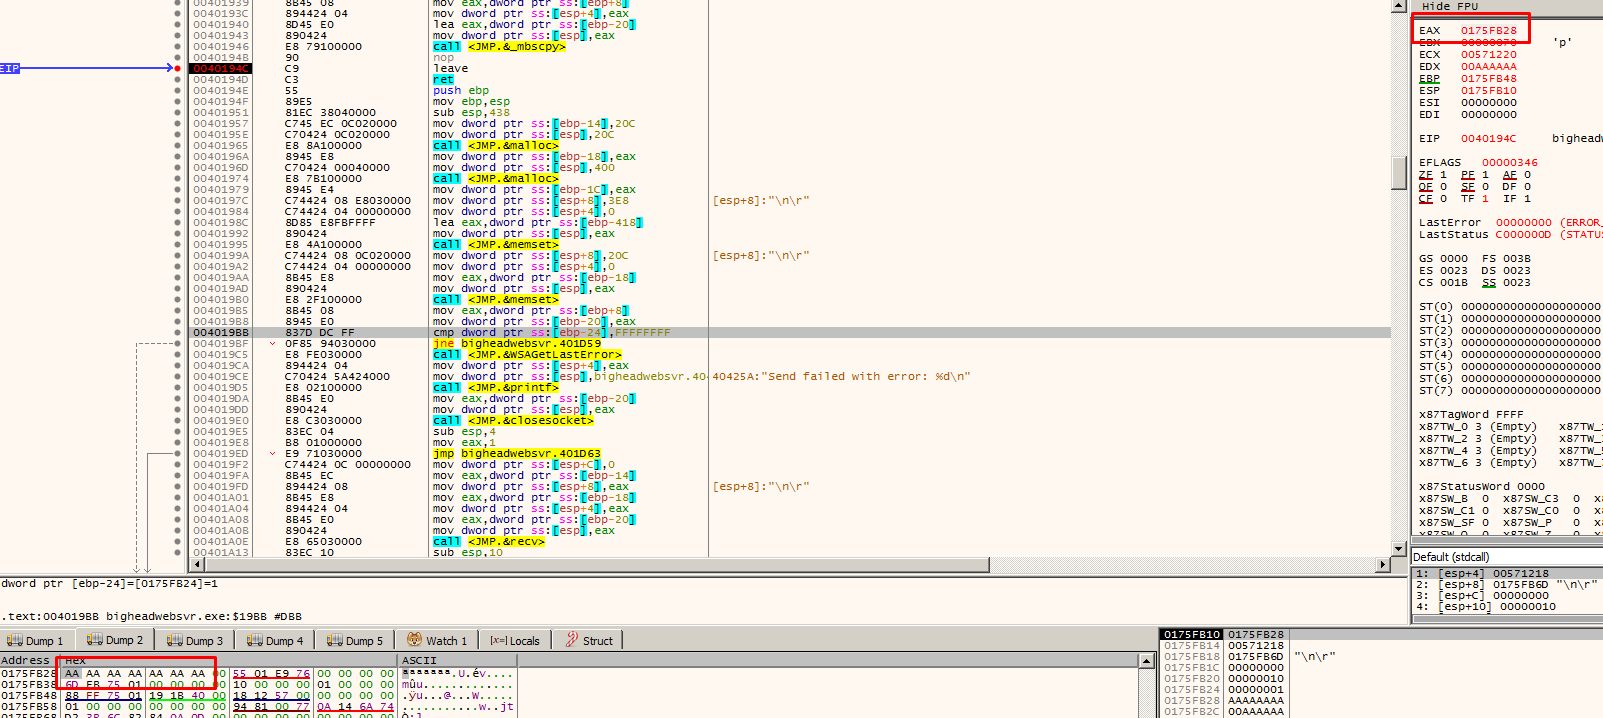 Hide FPU
00401939 8B45 08 mov eax,dword ptr ss:[ebp+8]
0040193C 894424 04 mov dword ptr ss:[esp+4],eax
00401940 8D45 E0 lea eax,dword ptr ss:[ebp-20]
00401943 890424 mov dword ptr ss:[esp],eax
00401946 E8 79100000 call <JMP.&_mbscpy>
0040194B 90 nop
EIP 0040194C C9 leave
0040194D C3 ret
0040194E 55 push ebp
0040194F 89E5 mov ebp,esp
00401951 81EC 38040000 sub esp,438
00401957 C745 EC 0C020000 mov dword ptr ss:[ebp-14],20C
0040195E C70424 0C020000 mov dword ptr ss:[esp],20C
00401965 E8 8A100000 call <JMP.&malloc>
0040196A 8945 E8 mov dword ptr ss:[ebp-18],eax
0040196D C70424 00040000 mov dword ptr ss:[esp],400
00401974 E8 7B100000 call <JMP.&malloc>
00401979 8945 E4 mov dword ptr ss:[ebp-1C],eax
0040197C C74424 08 E8030000 mov dword ptr ss:[esp+8],3E8 [esp+8]:"\n\r"
00401984 C74424 04 00000000 mov dword ptr ss:[esp+4],0
0040198C 8D85 E8FBFFFF lea eax,dword ptr ss:[ebp-418]
00401992 890424 mov dword ptr ss:[esp],eax
00401995 E8 4A100000 call <JMP.&memset>
0040199A C74424 08 0C020000 mov dword ptr ss:[esp+8],20C [esp+8]:"\n\r"
004019A2 C74424 04 00000000 mov dword ptr ss:[esp+4],0
004019AA 8B45 E8 mov eax,dword ptr ss:[ebp-18]
004019AD 890424 mov dword ptr ss:[esp],eax
004019B0 E8 2F100000 call <JMP.&memset>
004019B5 8B45 08 mov eax,dword ptr ss:[ebp+8]
004019B8 8945 E0 mov dword ptr ss:[ebp-20],eax
004019BB 837D DC FF cmp dword ptr ss:[ebp-24],FFFFFFFF
004019BF 0F85 94030000 jne bigheadwebsvr.401D59
004019C5 E8 FE030000 call <JMP.&WSAGetLastError>
004019CA 894424 04 mov dword ptr ss:[esp+4],eax
004019CE C70424 5A424000 mov dword ptr ss:[esp],bigheadwebsvr.40 40425A:"Send failed with error: %d\n"
004019D5 E8 02100000 call <JMP.&printf>
004019DA 8B45 E0 mov eax,dword ptr ss:[ebp-20]
004019DD 890424 mov dword ptr ss:[esp],eax
004019E0 E8 C3030000 call <JMP.&closesocket>
004019E5 83EC 04 sub esp,4
004019E8 B8 01000000 mov eax,1
004019ED E9 71030000 jmp bigheadwebsvr.401D63
004019F2 C74424 0C 00000000 mov dword ptr ss:[esp+C],0
004019FA 8B45 EC mov eax,dword ptr ss:[ebp-14]
004019FD 894424 08 mov dword ptr ss:[esp+8],eax [esp+8]:"\n\r"
00401A01 8B45 E8 mov eax,dword ptr ss:[ebp-18]
00401A04 894424 04 mov dword ptr ss:[esp+4],eax
00401A08 8B45 E0 mov eax,dword ptr ss:[ebp-20]
00401A0B 890424 mov dword ptr ss:[esp],eax
00401A0E E8 65030000 call <JMP.&recv>
00401A13 83EC 10 sub esp,10
EAX 0175FB28
EBX 00000070 'p'
ECX 00571220
EDX 00AAAAAA
EBP 0175FB48
ESP 0175FB10
ESI 00000000
EDI 00000000
EIP 0040194C bigheadw
EFLAGS 00000346
ZF 1 PF 1 AF 0
OF 0 SF 0 DF 0
CF 0 TF 1 IF 1
LastError 00000000 (ERROR_
LastStatus C000000D (STATUS
GS 0000 FS 003B
ES 0023 DS 0023
CS 001B SS 0023
ST(0) 00000000000000000000
ST(1) 00000000000000000000
ST(2) 00000000000000000000
ST(3) 00000000000000000000
ST(4) 00000000000000000000
ST(5) 00000000000000000000
ST(6) 00000000000000000000
ST(7) 00000000000000000000
x87TagWord FFFF
x87TW_0 3 (Empty) x87TW_1
x87TW_2 3 (Empty) x87TW_3
x87TW_4 3 (Empty) x87TW_5
x87TW_6 3 (Empty) x87TW_7
x87StatusWord 0000
x87SW_B 0 x87SW_C3 0 x8
x87SW_C1 0 x87SW_C0 0 x8
x87SW_SF 0 x87SW_P 0 x8
Default (stdcall)
1: [esp+4] 00571218
2: [esp+8] 0175FB6D "\n\r"
3: [esp+C] 00000000
4: [esp+10] 00000010
dword ptr [ebp-24]=[0175FB24]=1
.text:004019BB bigheadwebsvr.exe:$19BB #DBB
Dump 1 Dump 2 Dump 3 Dump 4 Dump 5 Watch 1 [x=] Locals Struct
Address Hex ASCII
0175FB28 AA AA AA AA AA AA AA 00 55 01 E9 76 00 00 00 00 ªªªªªªª.U.év....
0175FB38 6D FB 75 01 00 00 00 00 10 00 00 00 01 00 00 00 mûu.............
0175FB48 88 FF 75 01 19 1B 40 00 18 12 57 00 00 00 00 00 .ÿu...@...W.....
0175FB58 01 00 00 00 00 00 00 00 94 81 00 77 0A 14 6A 74 ...........w..jt
0175FB10 0175FB28
0175FB14 00571218
0175FB18 0175FB6D "\n\r"
0175FB1C 00000000
0175FB20 00000010
0175FB24 00000001
0175FB28 AAAAAAAA
0175FB2C 00AAAAAA